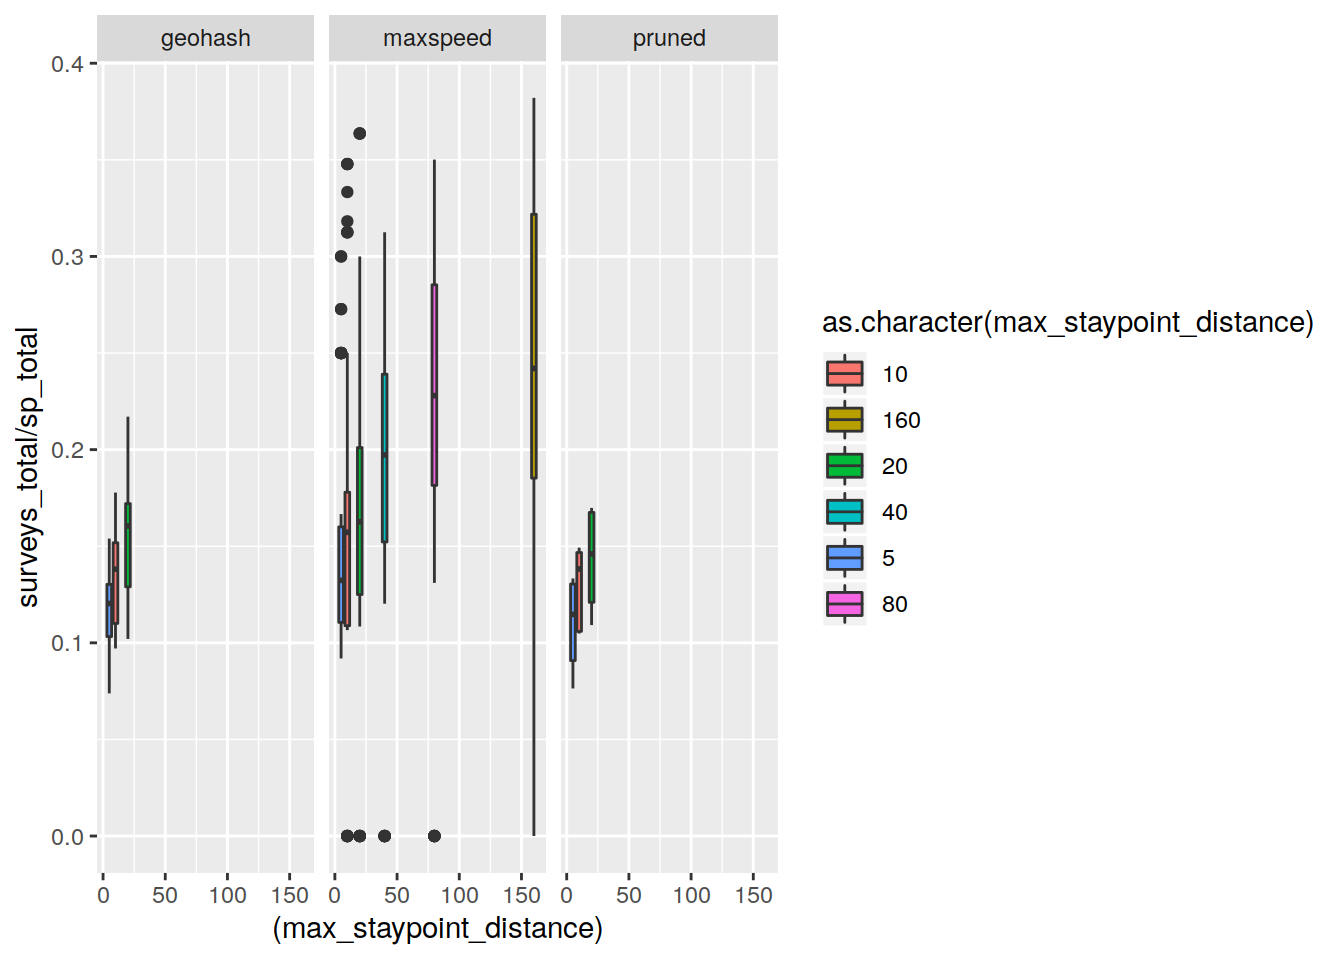 geohash maxspeed pruned
0.4
0.3
0.2
0.1
0.0
surveys_total/sp_total
0 50 100 150 0 50 100 150 0 50 100 150
(max_staypoint_distance)
as.character(max_staypoint_distance)
10
160
20
40
5
80